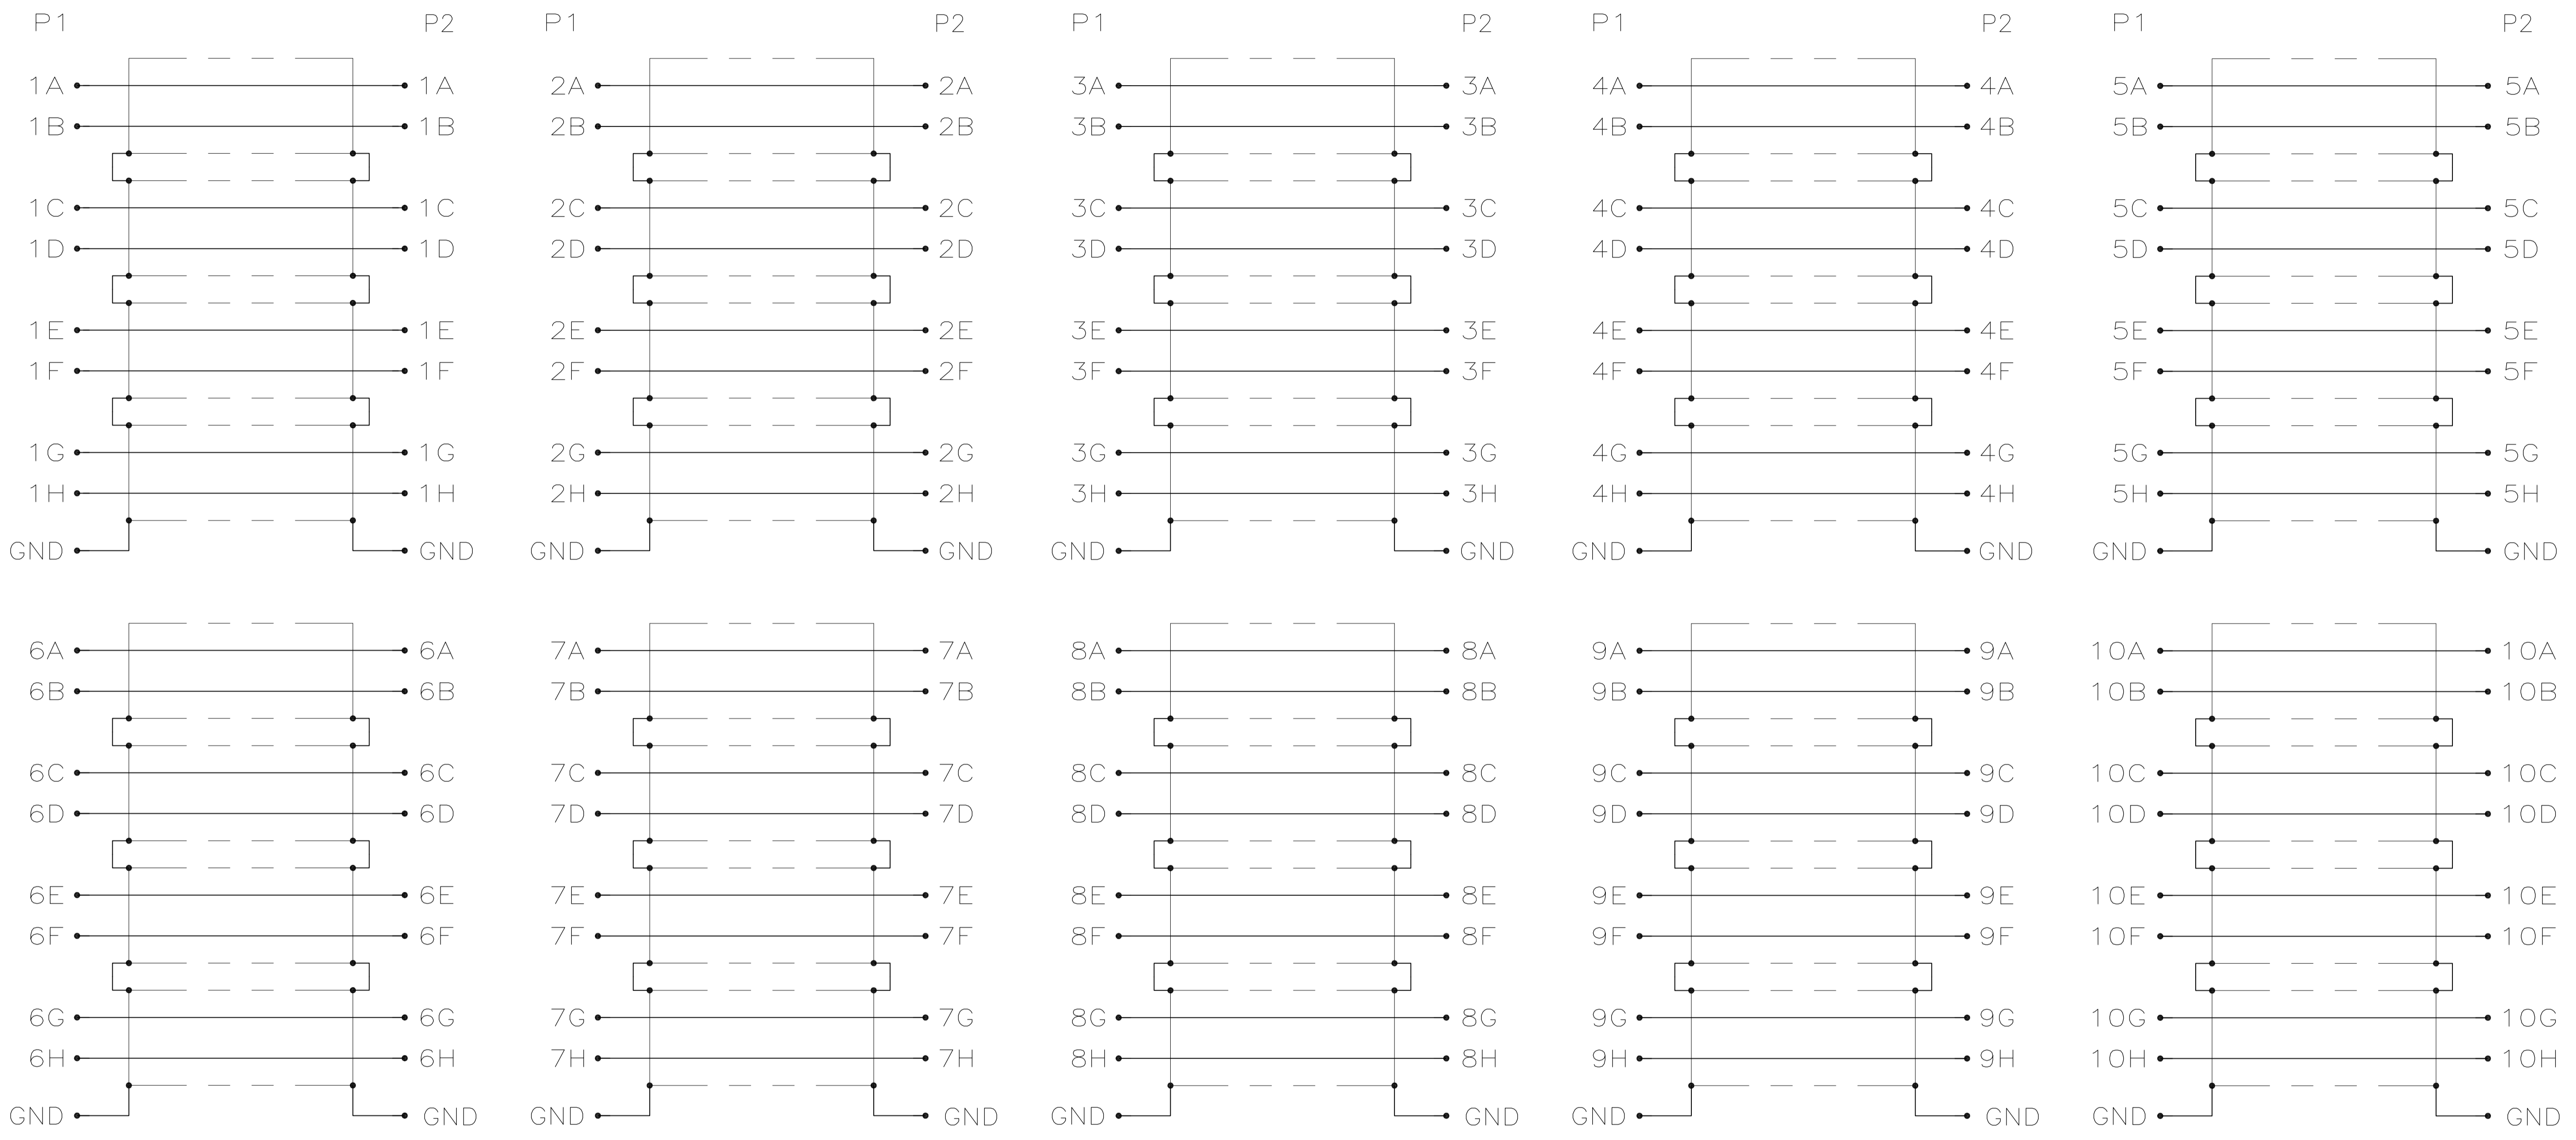 P1 P2 P1 P2 P1 P2 P1 P2 P1 P2
1A 1A 2A 2A 3A 3A 4A 4A 5A 5A
1B 1B 2B 2B 3B 3B 4B 4B 5B 5B
1C 1C 2C 2C 3C 3C 4C 4C 5C 5C
1D 1D 2D 2D 3D 3D 4D 4D 5D 5D
1E 1E 2E 2E 3E 3E 4E 4E 5E 5E
1F 1F 2F 2F 3F 3F 4F 4F 5F 5F
1G 1G 2G 2G 3G 3G 4G 4G 5G 5G
1H 1H 2H 2H 3H 3H 4H 4H 5H 5H
GND GND GND GND GND GND GND GND GND GND
6A 6A 7A 7A 8A 8A 9A 9A 10A 10A
6B 6B 7B 7B 8B 8B 9B 9B 10B 10B
6C 6C 7C 7C 8C 8C 9C 9C 10C 10C
6D 6D 7D 7D 8D 8D 9D 9D 10D 10D
6E 6E 7E 7E 8E 8E 9E 9E 10E 10E
6F 6F 7F 7F 8F 8F 9F 9F 10F 10F
6G 6G 7G 7G 8G 8G 9G 9G 10G 10G
6H 6H 7H 7H 8H 8H 9H 9H 10H 10H
GND GND GND GND GND GND GND GND GND GND